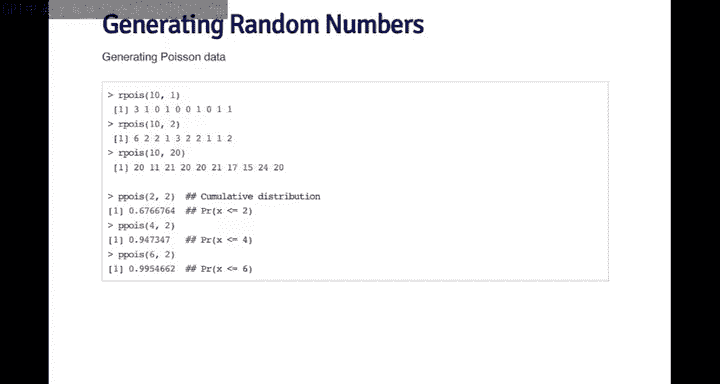 Generating Random Numbers
Generating Poisson data
> rpois(10, 1)
[1] 3 1 0 1 0 0 1 0 1 1
> rpois(10, 2)
[1] 6 2 2 1 3 2 2 1 1 2
> rpois(10, 20)
[1] 20 11 21 20 20 21 17 15 24 20
> ppois(2, 2) ## Cumulative distribution
[1] 0.6766764 ## Pr(x <= 2)
> ppois(4, 2)
[1] 0.947347 ## Pr(x <= 4)
> ppois(6, 2)
[1] 0.9954662 ## Pr(x <= 6)